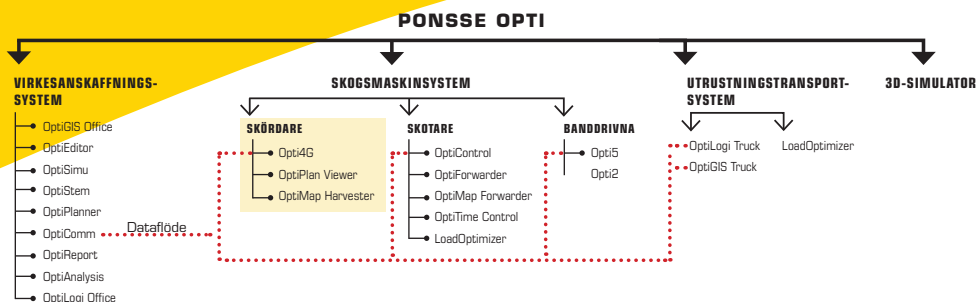 PONSSE OPTI
VIRKESANSKAFFNINGS-
SYSTEM
OptiGIS Office
OptiEditor
OptiSimu
OptiStem
OptiPlanner
OptiComm
OptiReport
OptiAnalysis
OptiLogi Office
Dataflöde
SKOGSMASKINSYSTEM
SKÖRDARE
Opti4G
OptiPlan Viewer
OptiMap Harvester
SKOTARE
OptiControl
OptiForwarder
OptiMap Forwarder
OptiTime Control
LoadOptimizer
BANDDRIVNA
Opti5
Opti2
UTRUSTNINGSTRANSPORT-
SYSTEM
OptiLogi Truck
OptiGIS Truck
LoadOptimizer
3D-SIMULATOR